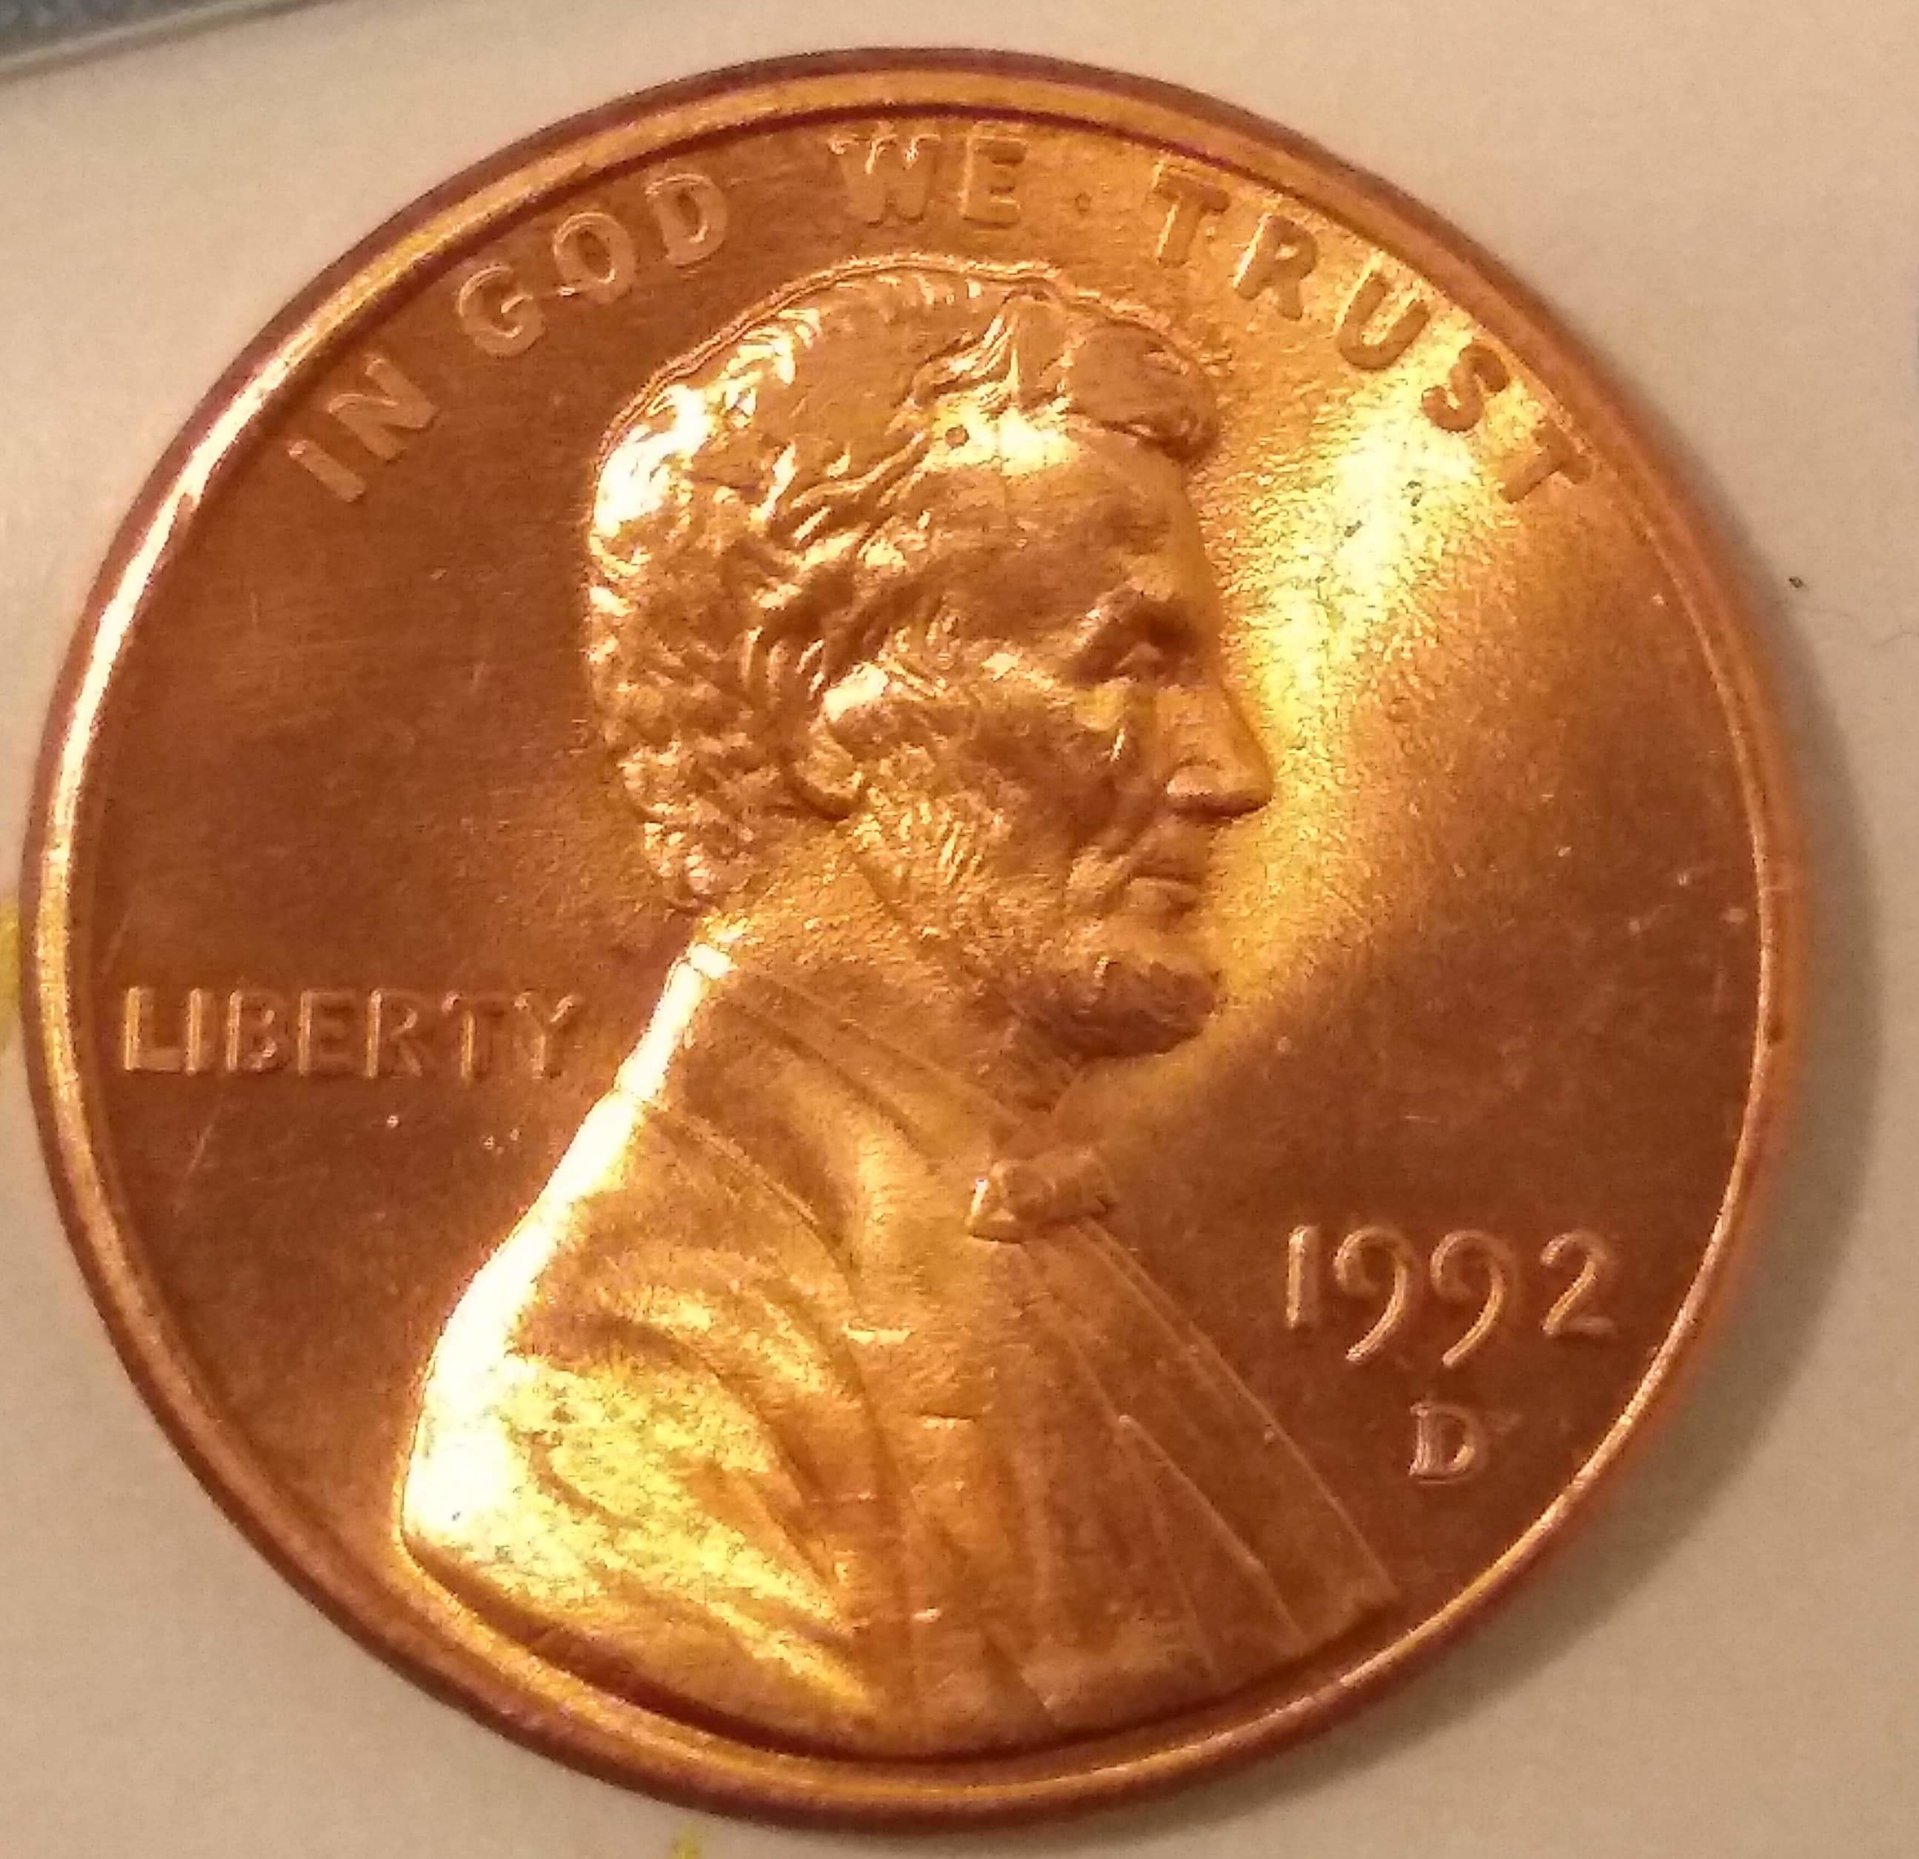 IN GOD WE TRUST
LIBERTY
1992
D